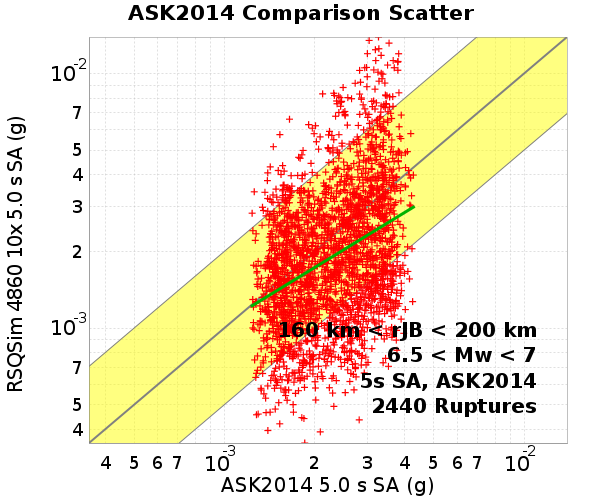 ASK2014 Comparison Scatter
RSQSim 4860 10x 5.0 s SA (g)
10-2
7
5
4
3
2
10-3
7
5
4
160 km < rJB < 200 km
6.5 < Mw < 7
5s SA, ASK2014
2440 Ruptures
4 5 6 7 10-3 2 3 4 5 6 7 10-2
ASK2014 5.0 s SA (g)